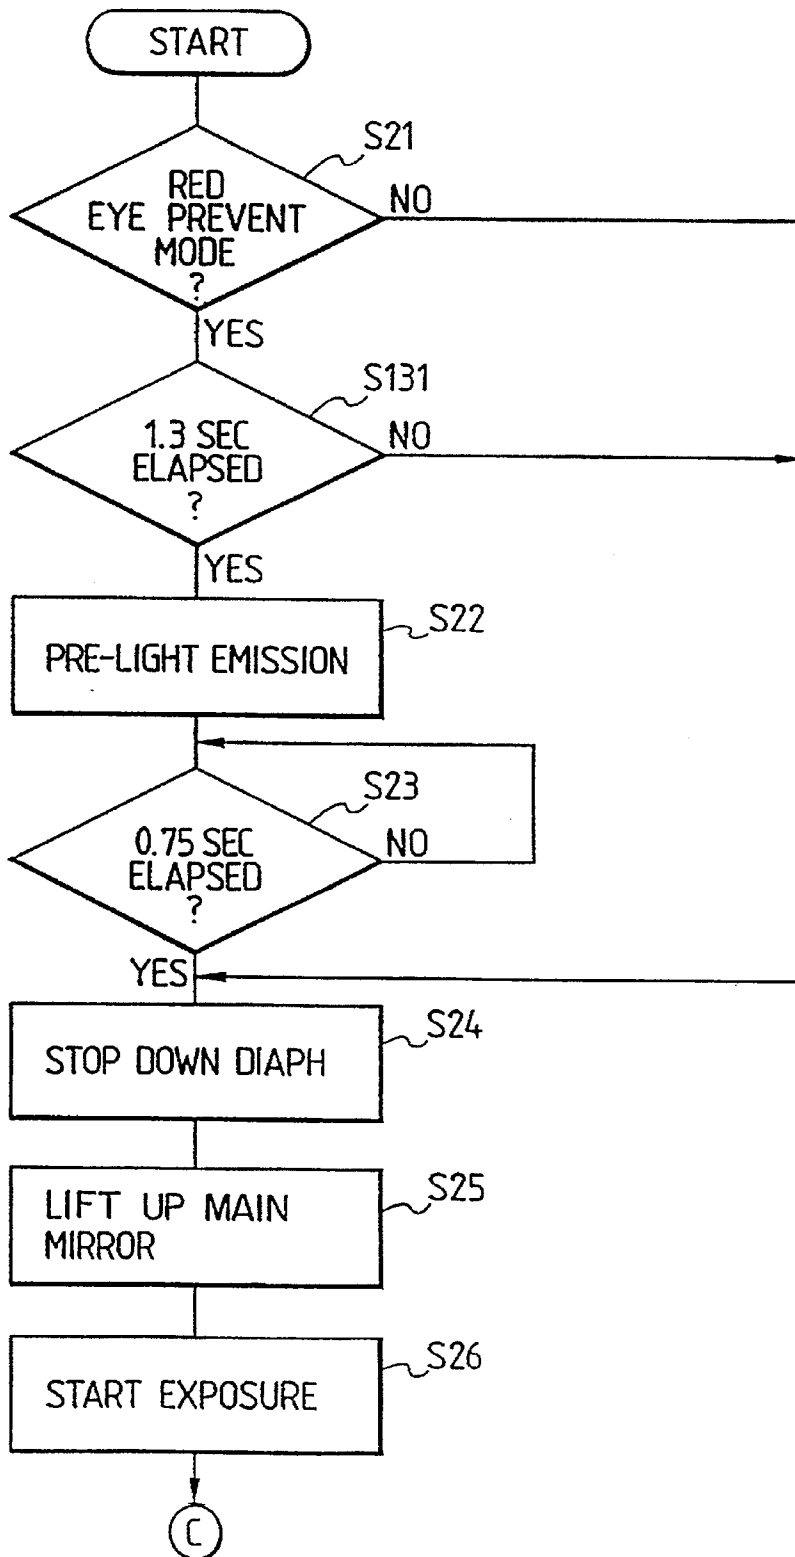 START
S21
RED
EYE PREVENT
MODE
?
NO
YES
S131
1.3 SEC
ELAPSED
?
NO
YES
S22
PRE-LIGHT EMISSION
S23
0.75 SEC
ELAPSED
?
NO
YES
S24
STOP DOWN DIAPH
S25
LIFT UP MAIN
MIRROR
S26
START EXPOSURE
C